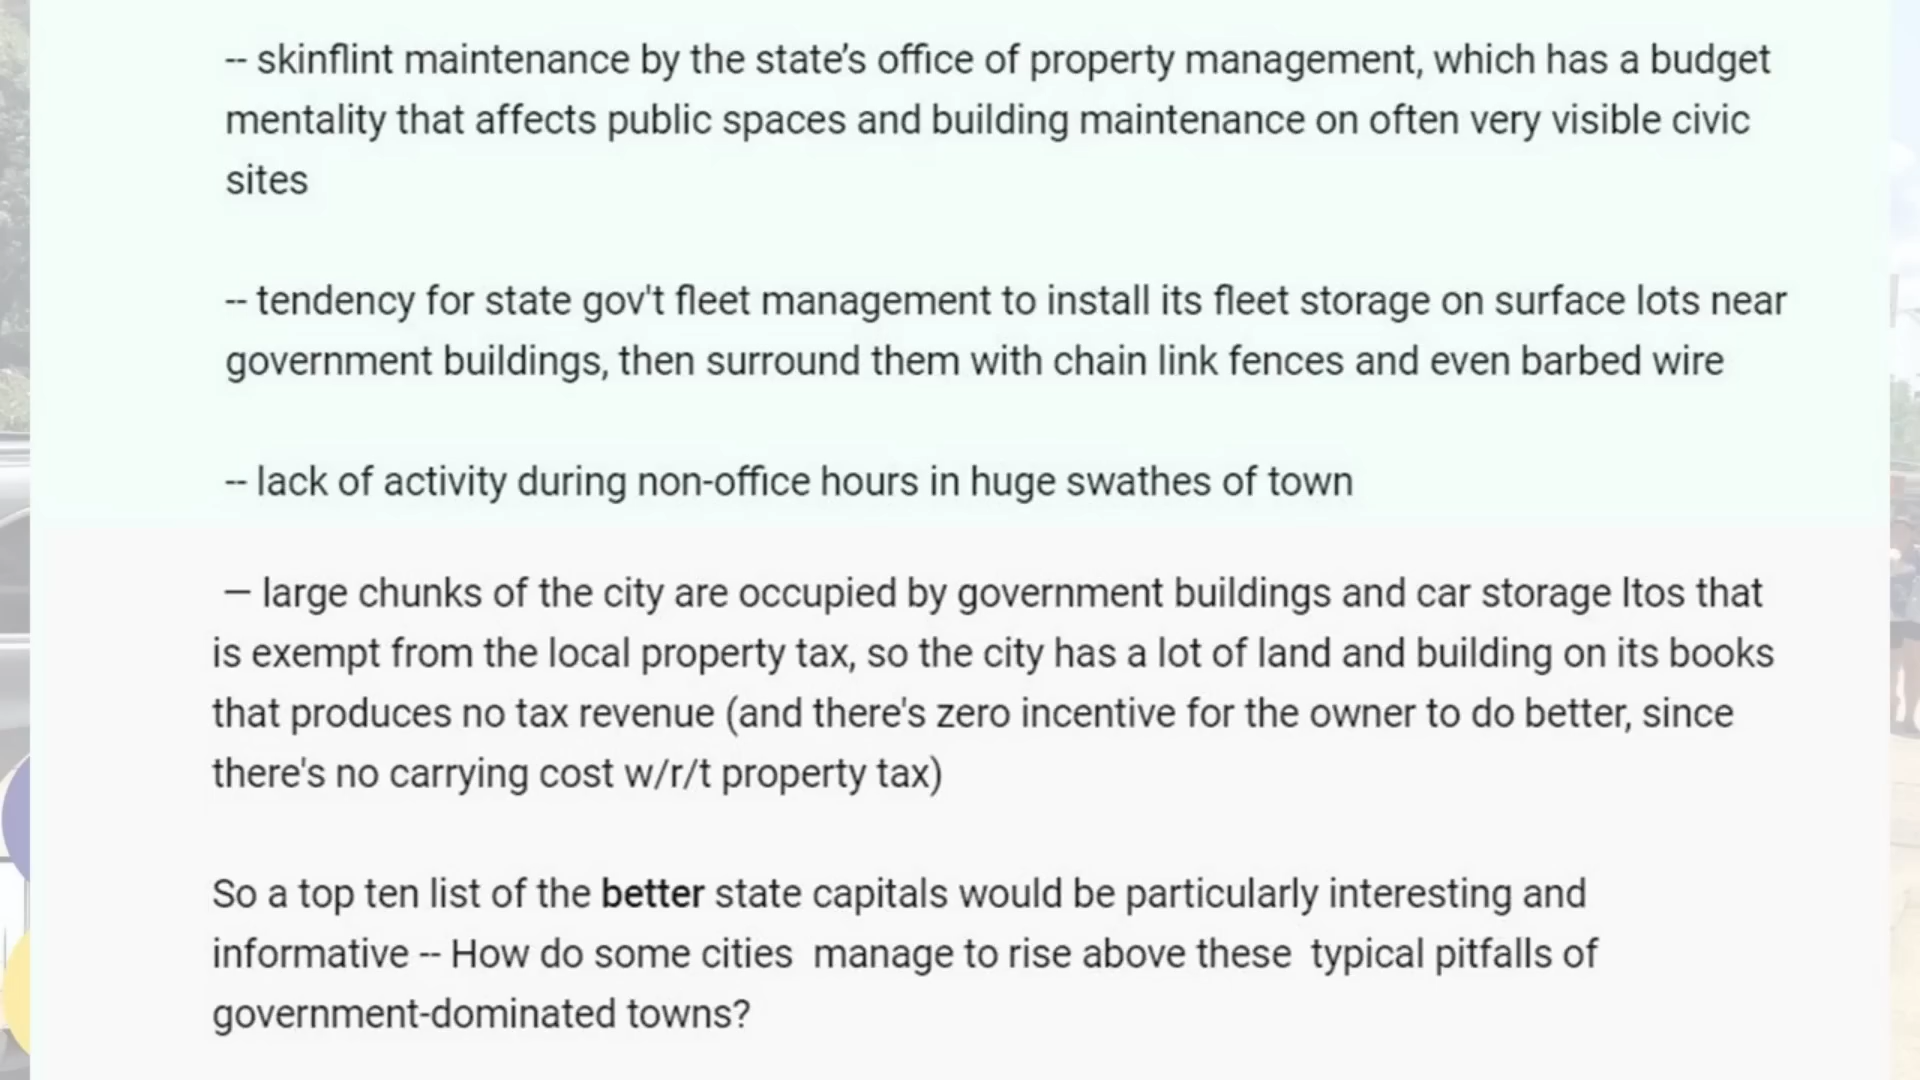 -- skinflint maintenance by the state’s office of property management, which has a budget
mentality that affects public spaces and building maintenance on often very visible civic
sites
-- tendency for state gov't fleet management to install its fleet storage on surface lots near
government buildings, then surround them with chain link fences and even barbed wire
-- lack of activity during non-office hours in huge swathes of town
— large chunks of the city are occupied by government buildings and car storage ltos that
is exempt from the local property tax, so the city has a lot of land and building on its books
that produces no tax revenue (and there's zero incentive for the owner to do better, since
there's no carrying cost w/r/t property tax)
So a top ten list of the better state capitals would be particularly interesting and
informative -- How do some cities  manage to rise above these  typical pitfalls of
government-dominated towns?